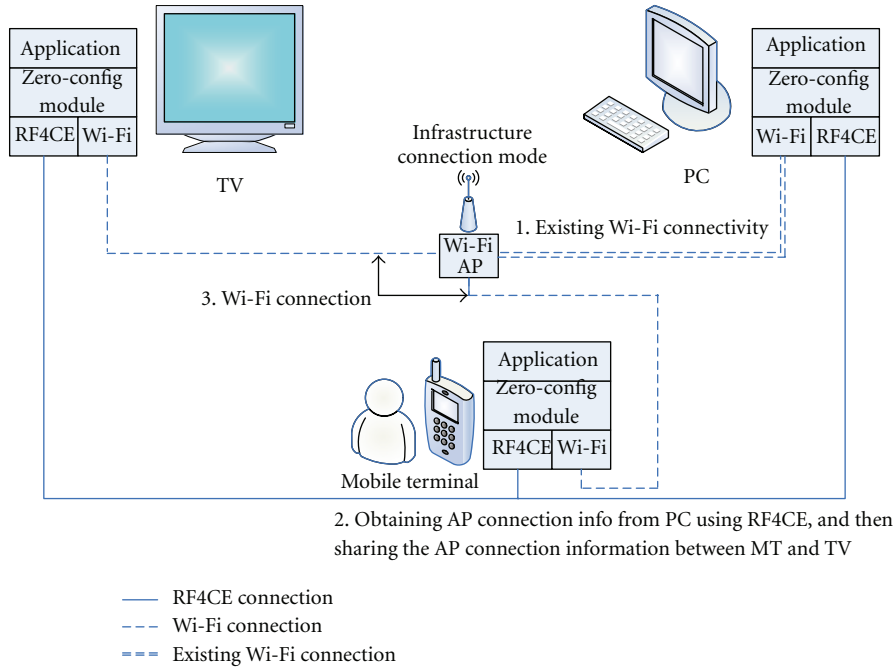 Application
Zero-config
module
RF4CE Wi-Fi
TV
Infrastructure
connection mode
PC
Application
Zero-config
module
Wi-Fi RF4CE
1. Existing Wi-Fi connectivity
Wi-Fi
AP
3. Wi-Fi connection
Application
Zero-config
module
RF4CE Wi-Fi
Mobile terminal
2. Obtaining AP connection info from PC using RF4CE, and then
sharing the AP connection information between MT and TV
RF4CE connection
Wi-Fi connection
Existing Wi-Fi connection